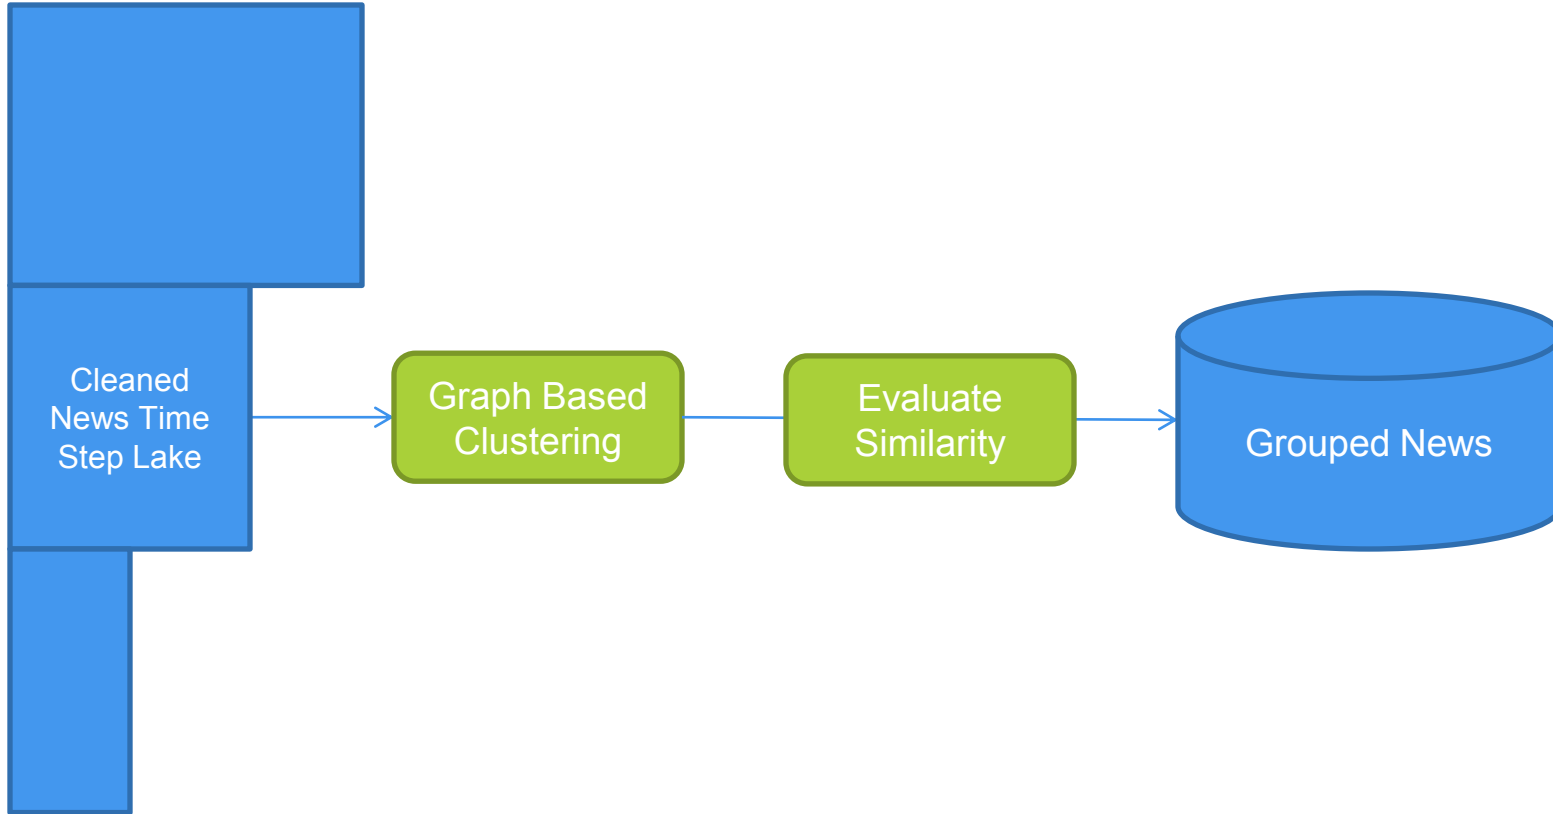 Cleaned
News Time
Step Lake
Graph Based
Clustering
Evaluate
Similarity
Grouped News